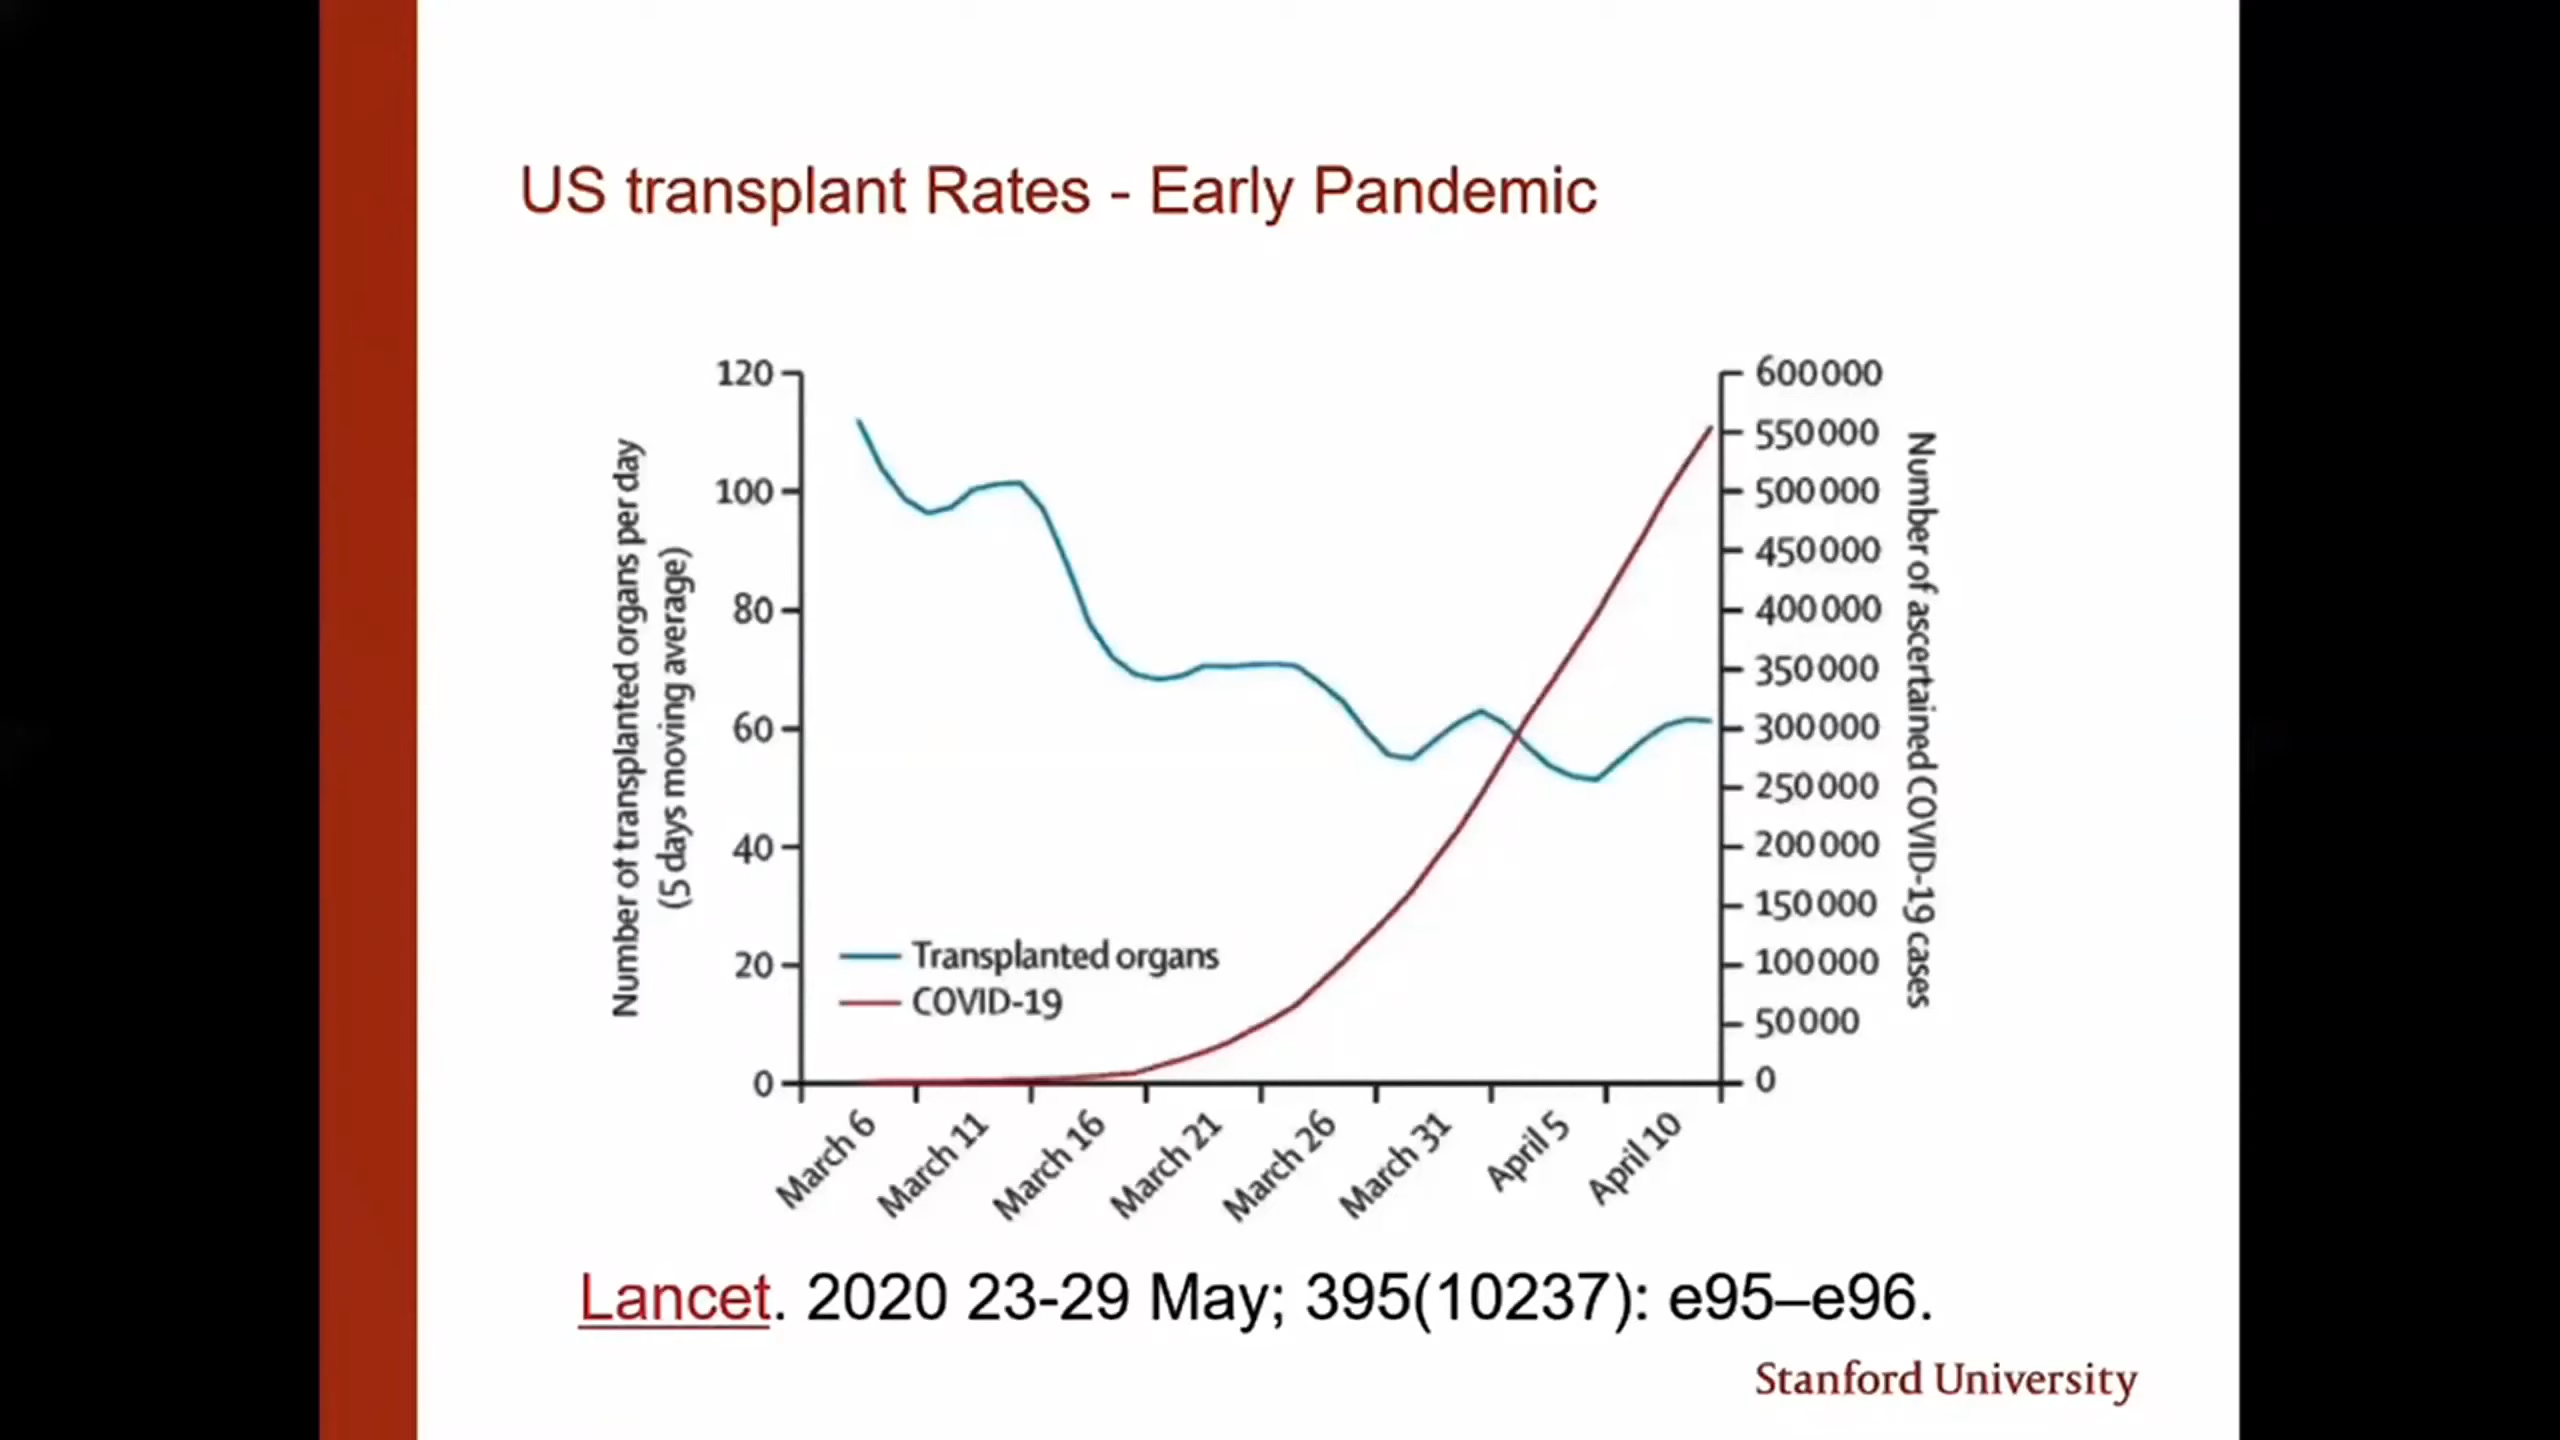 US transplant Rates - Early Pandemic
Number of transplanted organs per day
(5 days moving average)
120
100
80
60
40
20
0
600000
550000
500000
450000
400000
350000
300000
250000
200000
150000
100000
50000
0
Number of ascertained COVID-19 cases
Transplanted organs
COVID-19
March 6
March 11
March 16
March 21
March 26
March 31
April 5
April 10
Lancet. 2020 23-29 May; 395(10237): e95–e96.
Stanford University